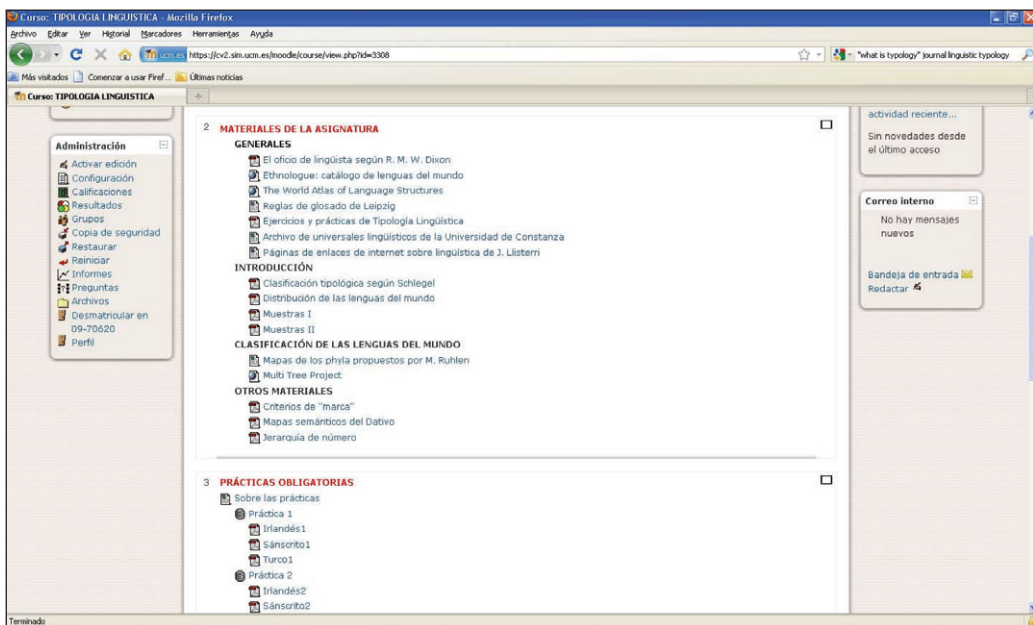 Curso: TIPOLOGIA LINGUISTICA - Mozilla Firefox
Archivo Editar Ver Historial Marcadores Herramientas Ayuda
ucm.es https://cv2.sim.ucm.es/moodle/course/view.php?id=3308
"what is typology" journal linguistic typology
Más visitados Comenzar a usar Firef... Últimas noticias
Curso: TIPOLOGIA LINGUISTICA
Administración
Activar edición
Configuración
Calificaciones
Resultados
Grupos
Copia de seguridad
Restaurar
Reiniciar
Informes
Preguntas
Archivos
Desmatricular en
09-70620
Perfil
2 MATERIALES DE LA ASIGNATURA
GENERALES
El oficio de lingüista según R. M. W. Dixon
Ethnologue: catálogo de lenguas del mundo
The World Atlas of Language Structures
Reglas de glosado de Leipzig
Ejercicios y prácticas de Tipología Lingüística
Archivo de universales lingüísticos de la Universidad de Constanza
Páginas de enlaces de internet sobre lingüística de J. Llisterri
INTRODUCCIÓN
Clasificación tipológica según Schlegel
Distribución de las lenguas del mundo
Muestras I
Muestras II
CLASIFICACIÓN DE LAS LENGUAS DEL MUNDO
Mapas de los phyla propuestos por M. Ruhlen
Multi Tree Project
OTROS MATERIALES
Criterios de "marca"
Mapas semánticos del Dativo
Jerarquía de número
3 PRÁCTICAS OBLIGATORIAS
Sobre las prácticas
Práctica 1
Irlandés1
Sánscrito1
Turco1
Práctica 2
Irlandés2
Sánscrito2
actividad reciente...
Sin novedades desde
el último acceso
Correo interno
No hay mensajes
nuevos
Bandeja de entrada
Redactar
Terminado